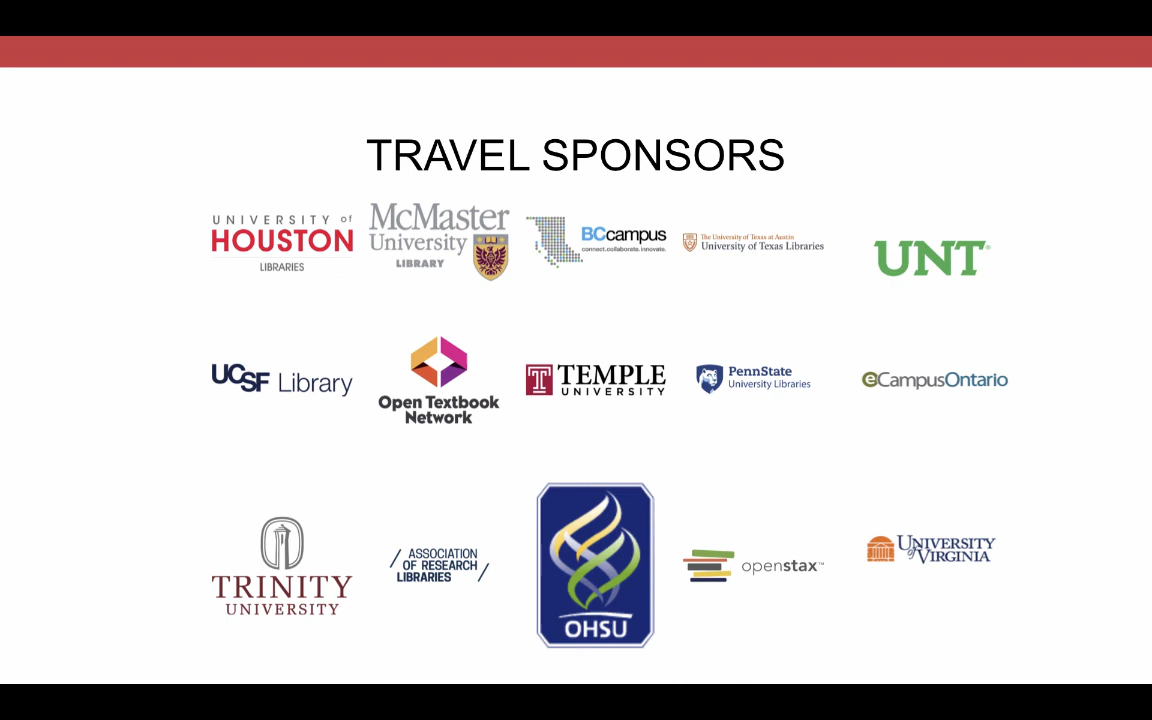 TRAVEL SPONSORS
UNIVERSITY of
HOUSTON
LIBRARIES
McMaster
University
LIBRARY
BCcampus
connect.collaborate.innovate.
The University of Texas at Austin
University of Texas Libraries
UNT®
UCSF Library
Open Textbook
Network
TEMPLE
UNIVERSITY
PennState
University Libraries
eCampusOntario
TRINITY
UNIVERSITY
ASSOCIATION
OF RESEARCH
LIBRARIES
OHSU
openstax™
UNIVERSITY
of VIRGINIA